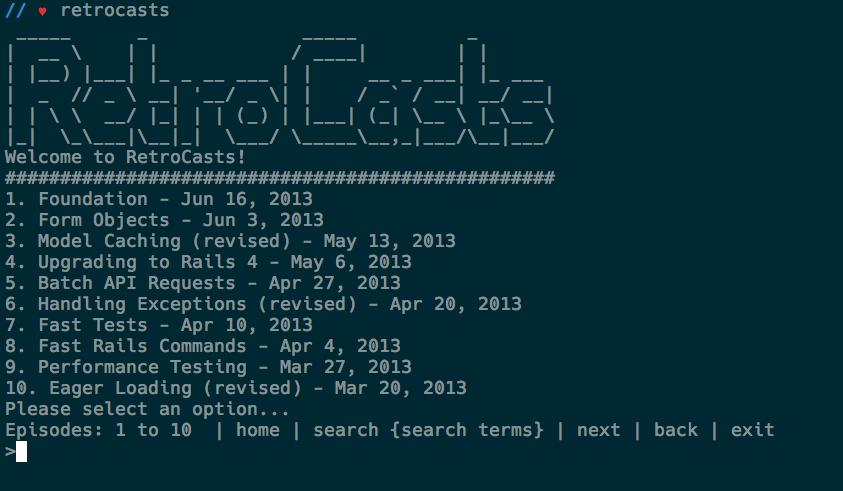 // ♥ retrocasts
RetroCasts
Welcome to RetroCasts!
##################################################
1. Foundation - Jun 16, 2013
2. Form Objects - Jun 3, 2013
3. Model Caching (revised) - May 13, 2013
4. Upgrading to Rails 4 - May 6, 2013
5. Batch API Requests - Apr 27, 2013
6. Handling Exceptions (revised) - Apr 20, 2013
7. Fast Tests - Apr 10, 2013
8. Fast Rails Commands - Apr 4, 2013
9. Performance Testing - Mar 27, 2013
10. Eager Loading (revised) - Mar 20, 2013
Please select an option...
Episodes: 1 to 10  | home | search {search terms} | next | back | exit
>